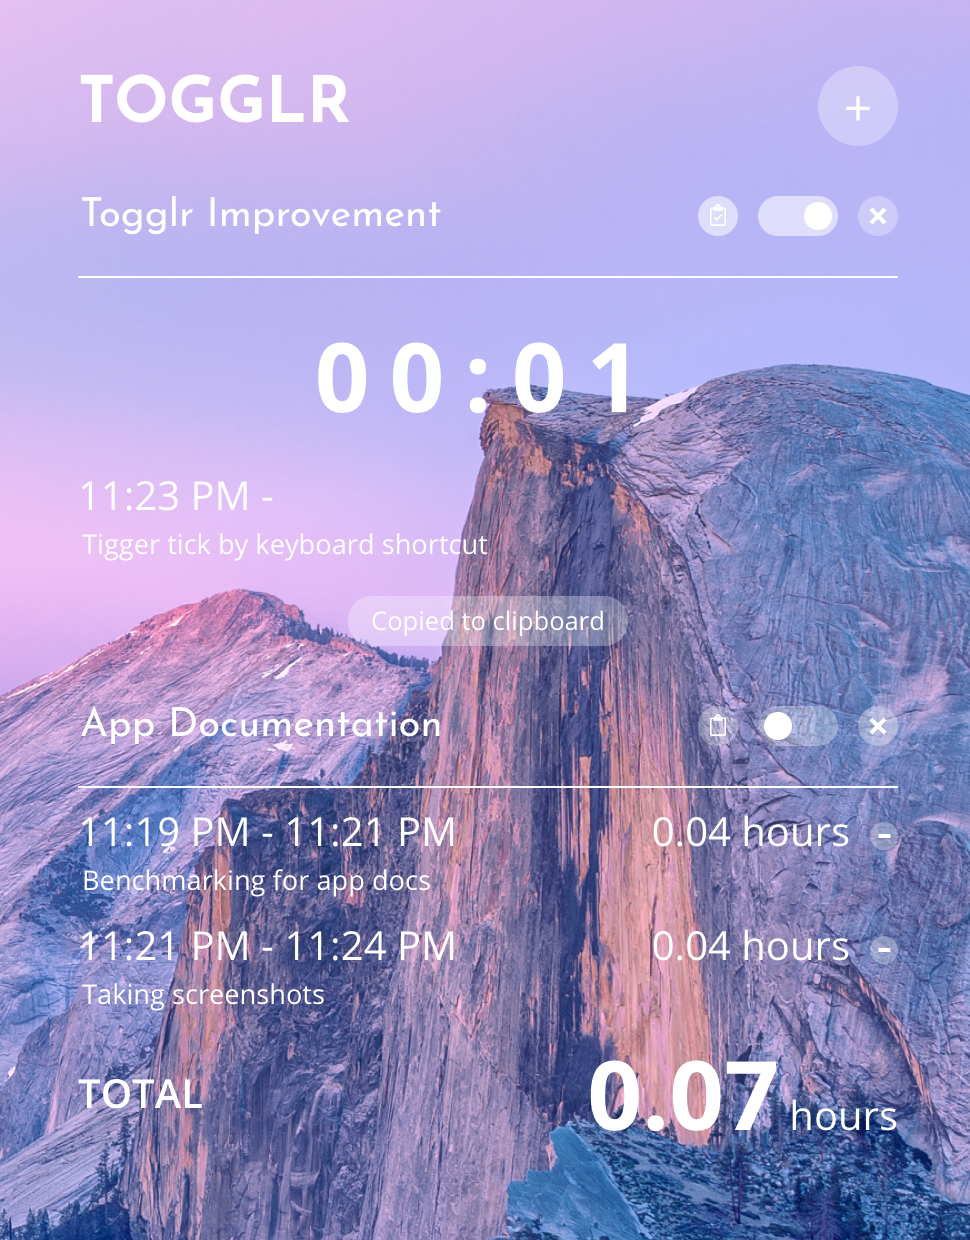 TOGGLR
+
Togglr Improvement
00:01
11:23 PM -
Tigger tick by keyboard shortcut
Copied to clipboard
App Documentation
11:19 PM - 11:21 PM 0.04 hours -
Benchmarking for app docs
11:21 PM - 11:24 PM 0.04 hours -
Taking screenshots
TOTAL 0.07 hours